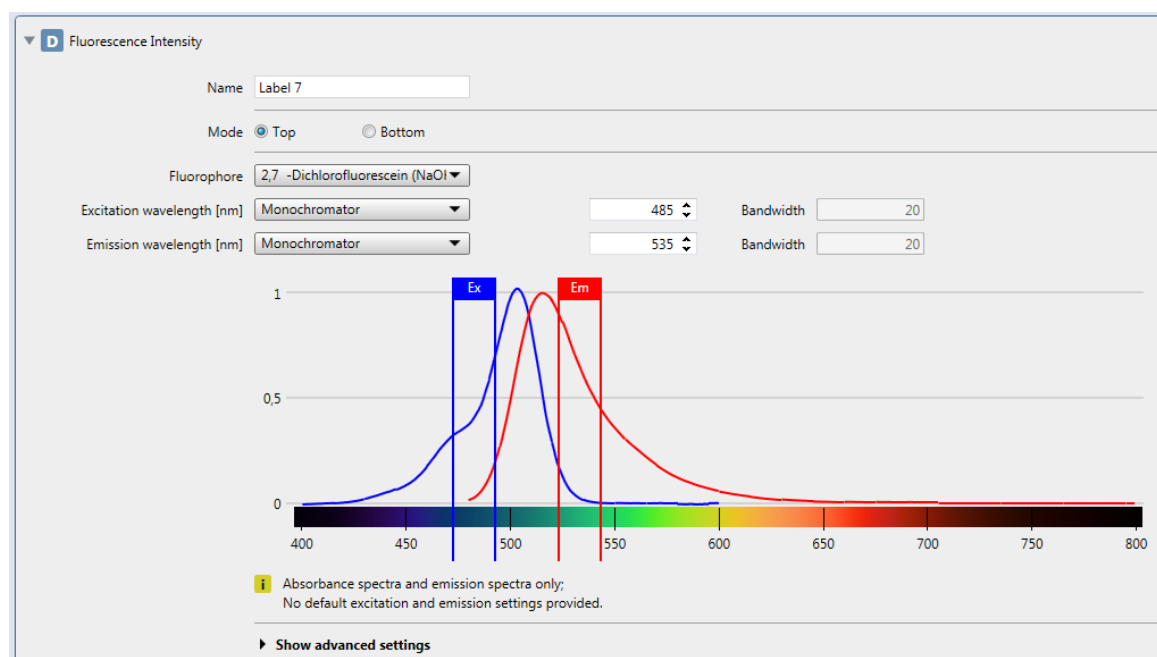 D Fluorescence Intensity
Name Label 7
Mode Top Bottom
Fluorophore 2,7 -Dichlorofluorescein (NaOH
Excitation wavelength [nm] Monochromator 485 Bandwidth 20
Emission wavelength [nm] Monochromator 535 Bandwidth 20
Ex Em
1
0,5
0
400 450 500 550 600 650 700 750 800
i Absorbance spectra and emission spectra only;
No default excitation and emission settings provided.
Show advanced settings